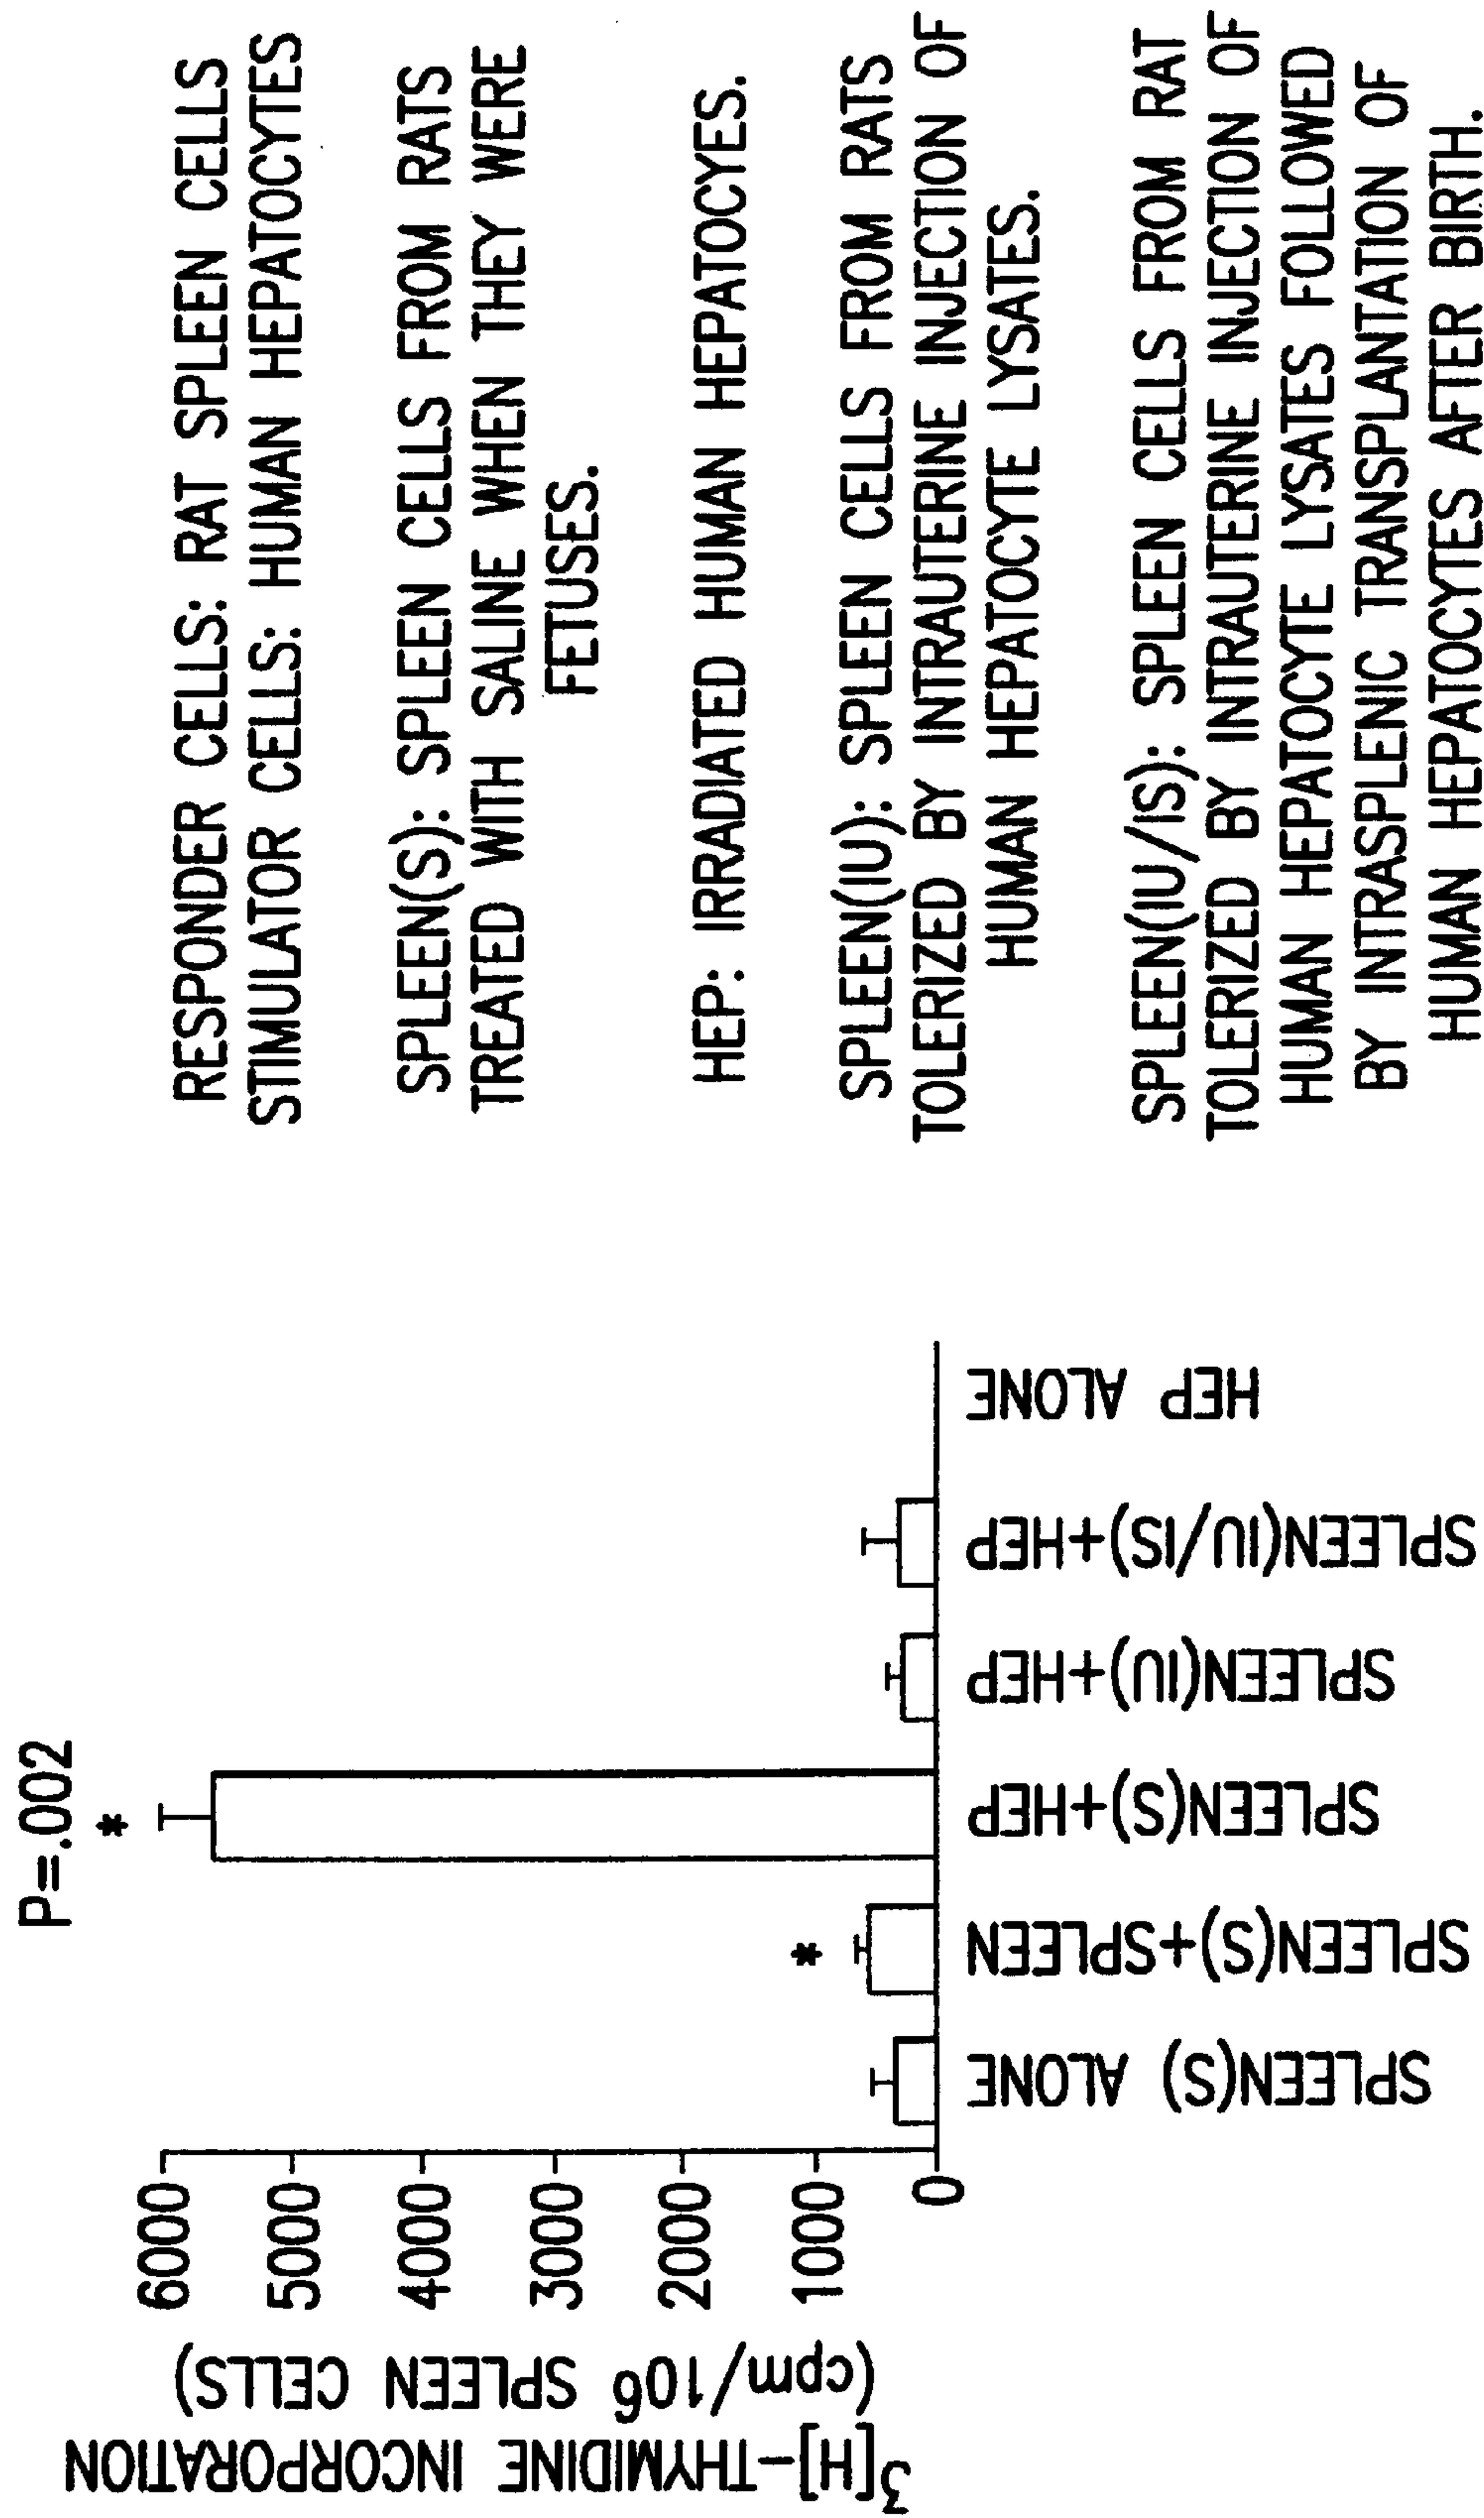 P=.002
*
*
3[H]-THYMIDINE INCORPORATION
(cpm/106 SPLEEN CELLS)
6000
5000
4000
3000
2000
1000
0
SPLEEN(S) ALONE
SPLEEN(S)+SPLEEN
SPLEEN(S)+HEP
SPLEEN(IU)+HEP
SPLEEN(IU/IS)+HEP
HEP ALONE
RESPONDER CELLS: RAT SPLEEN CELLS
STIMULATOR CELLS: HUMAN HEPATOCYTES
SPLEEN(S): SPLEEN CELLS FROM RATS
TREATED WITH SALINE WHEN THEY WERE
FETUSES.
HEP: IRRADIATED HUMAN HEPATOCYES.
SPLEEN(IU): SPLEEN CELLS FROM RATS
TOLERIZED BY INTRAUTERINE INJECTION OF
HUMAN HEPATOCYTE LYSATES.
SPLEEN(IU/IS): SPLEEN CELLS FROM RAT
TOLERIZED BY INTRAUTERINE INJECTION OF
HUMAN HEPATOCYTE LYSATES FOLLOWED
BY INTRASPLENIC TRANSPLANTATION OF
HUMAN HEPATOCYTES AFTER BIRTH.